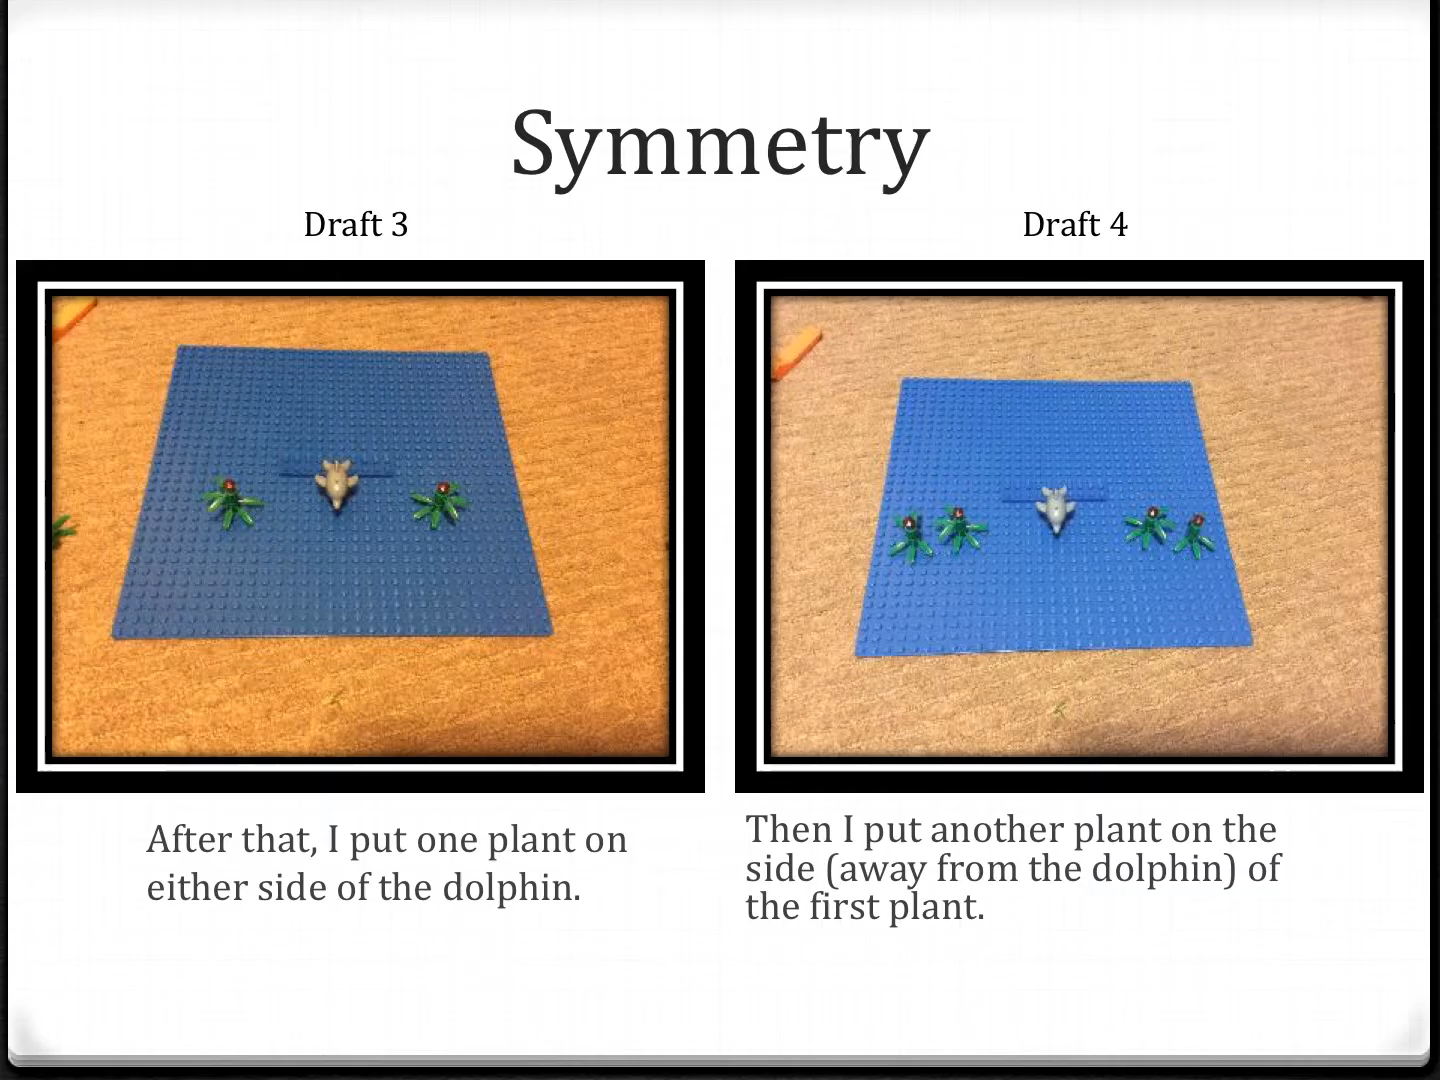 Symmetry
Draft 3
Draft 4
After that, I put one plant on
either side of the dolphin.
Then I put another plant on the
side (away from the dolphin) of
the first plant.